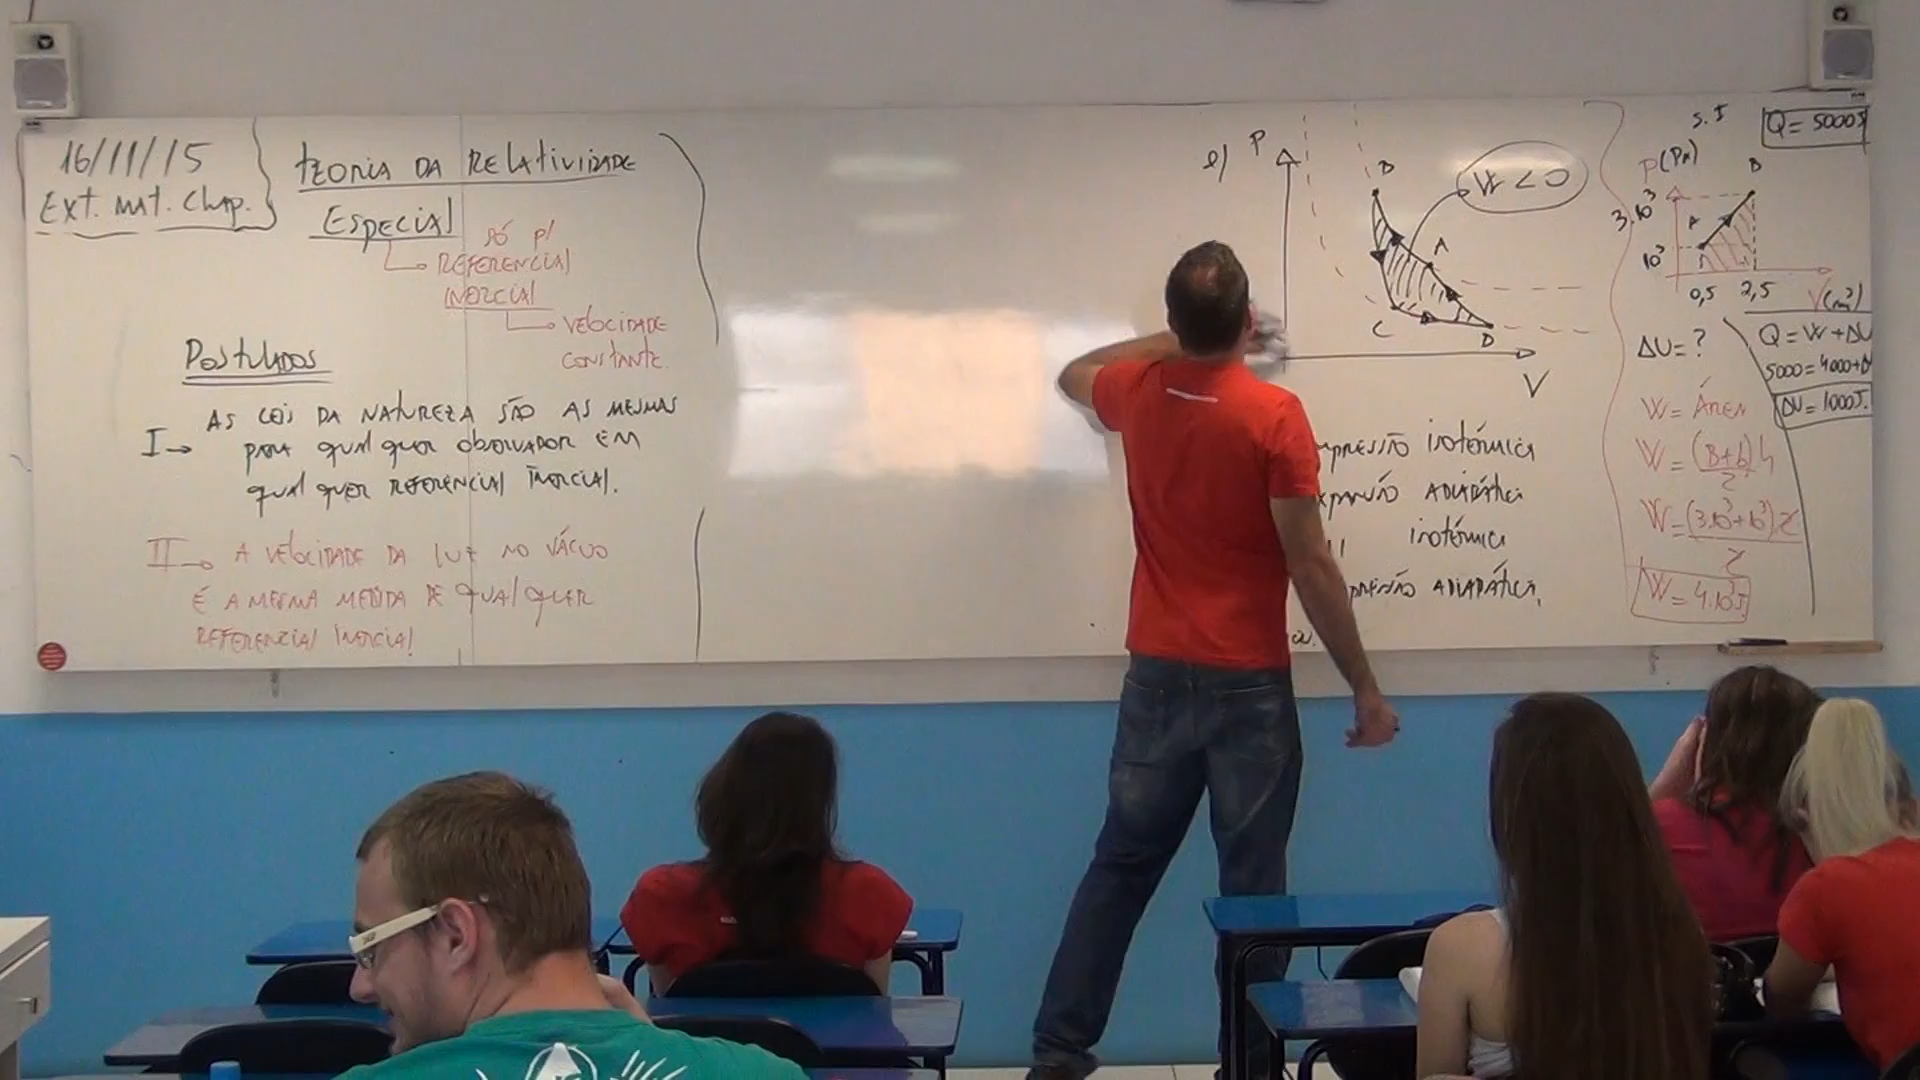 16/11/15
Ext. mat. Chap.
TEORIA DA RELATIVIDADE
ESPECIAL
SÓ P/
REFERENCIAL
INERCIAL
VELOCIDADE
CONSTANTE.
POSTULADOS
I → AS LEIS DA NATUREZA SÃO AS MESMAS
PARA QUALQUER OBSERVADOR EM
QUALQUER REFERENCIAL INERCIAL.
II → A VELOCIDADE DA LUZ NO VÁCUO
É A MESMA MEDIDA DE QUALQUER
REFERENCIAL INERCIAL
P
B
W < 0
A
C
D
V
MPRESSÃO ISOTÉRMICA
XPANSÃO ADIABÁTICA
ISOTÉRMICA
ADIABÁTICA.
S.I
Q = 5000J
P(Pa)
B
3.10³
A
10³
0,5 2,5
V(m³)
ΔU = ?
W = ÁREA
W = (B+b)h
2
W = (3.10³+10³).2
2
W = 4.10³J
Q = W + ΔU
5000 = 4000 + Δ
ΔU = 1000J.